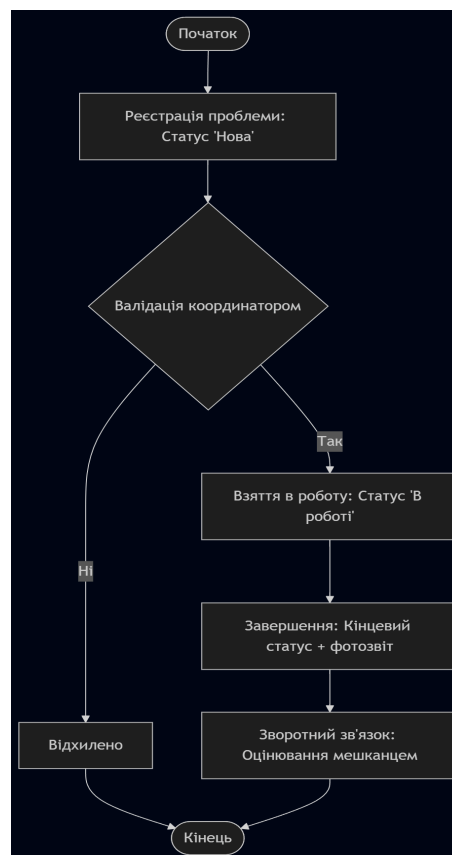 Початок
Реєстрація проблеми:
Статус 'Нова'
Валідація координатором
Так
Взяття в роботу: Статус 'В
роботі'
Ні
Завершення: Кінцевий
статус + фотозвіт
Відхилено
Зворотний зв'язок:
Оцінювання мешканцем
Кінець